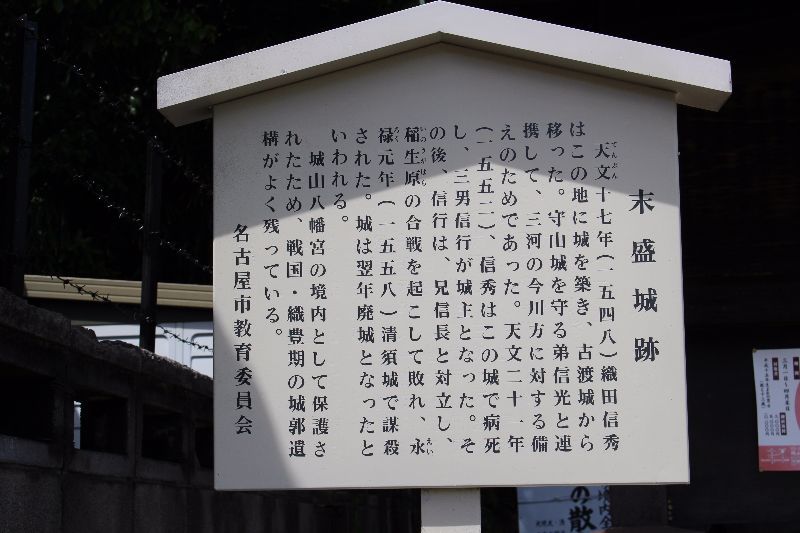 末盛城跡
天文十七年(一五四八)織田信秀
はこの地に城を築き、古渡城から
移った。守山城を守る弟信光と連
携して、三河の今川方に対する備
えのためであった。天文二十一年
(一五五二)、信秀はこの城で病死
し、三男信行が城主となった。そ
の後、信行は、兄信長と対立し、
稲生原の合戦を起こして敗れ、永
禄元年(一五五八)清須城で謀殺
された。城は翌年廃城となったと
いわれる。
城山八幡宮の境内として保護さ
れたため、戦国・織豊期の城郭遺
構がよく残っている。
名古屋市教育委員会
の散